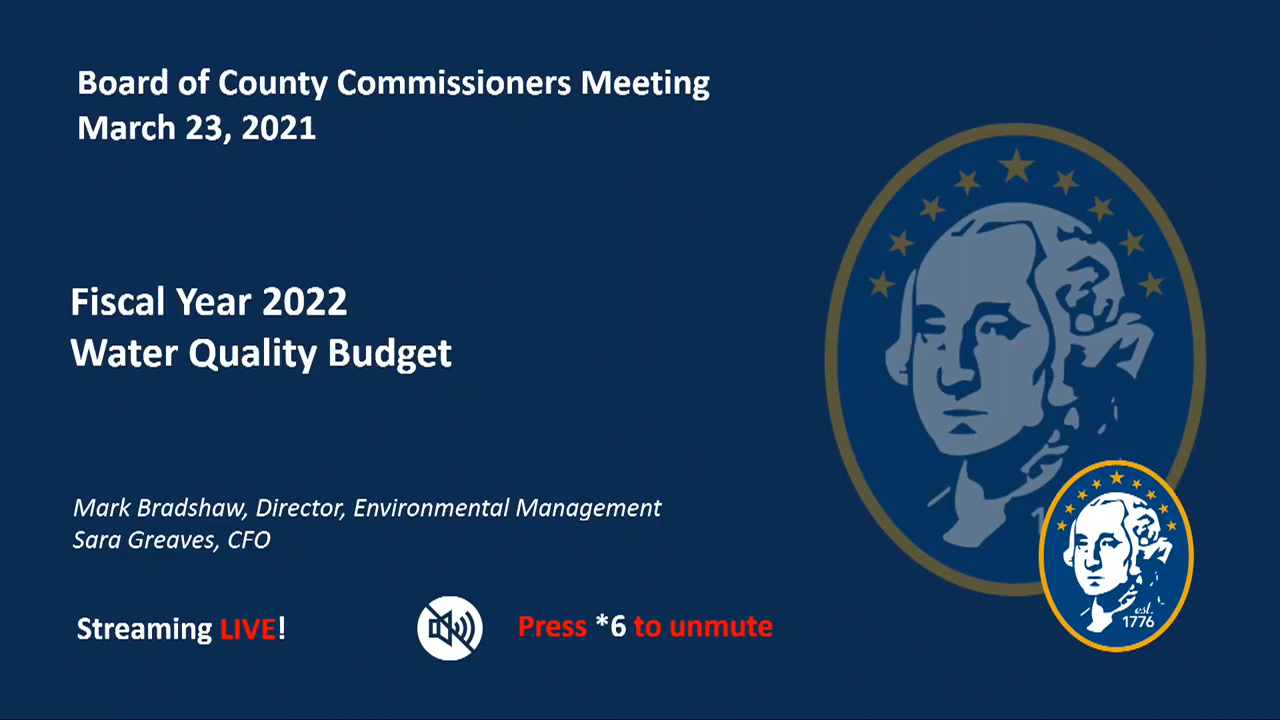 Board of County Commissioners Meeting
March 23, 2021
Fiscal Year 2022
Water Quality Budget
Mark Bradshaw, Director, Environmental Management
Sara Greaves, CFO
est.
1776
Streaming LIVE!
Press *6 to unmute